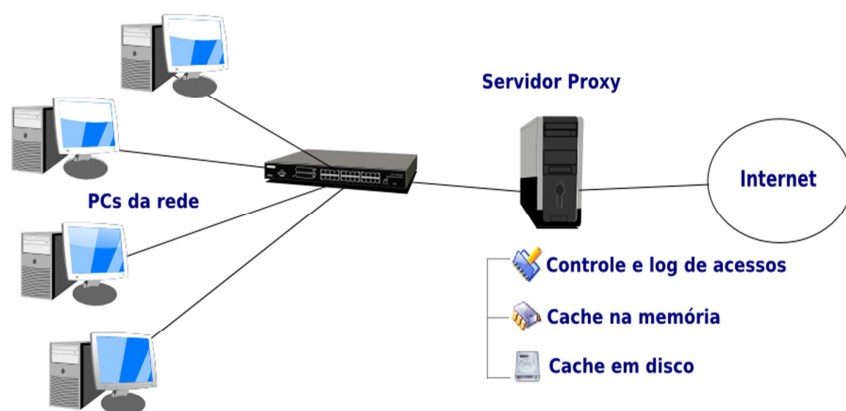 Servidor Proxy
Internet
PCs da rede
Controle e log de acessos
Cache na memória
Cache em disco